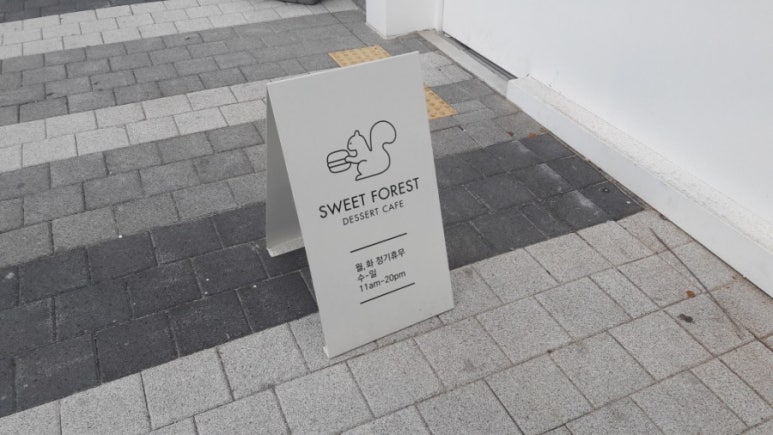 SWEET FOREST
DESSERT CAFE
월, 화 정기휴무
수-일
11am-20pm